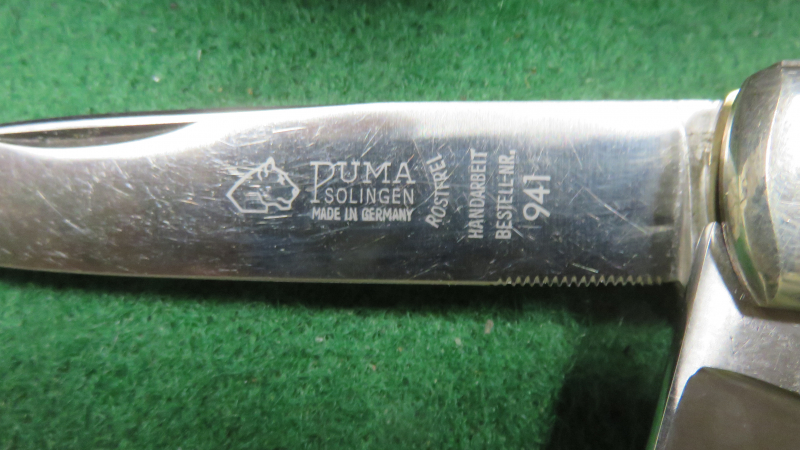 PUMA
SOLINGEN
MADE IN GERMANY
ROSTFREI
HANDARBEIT
BESTELL-NR.
941